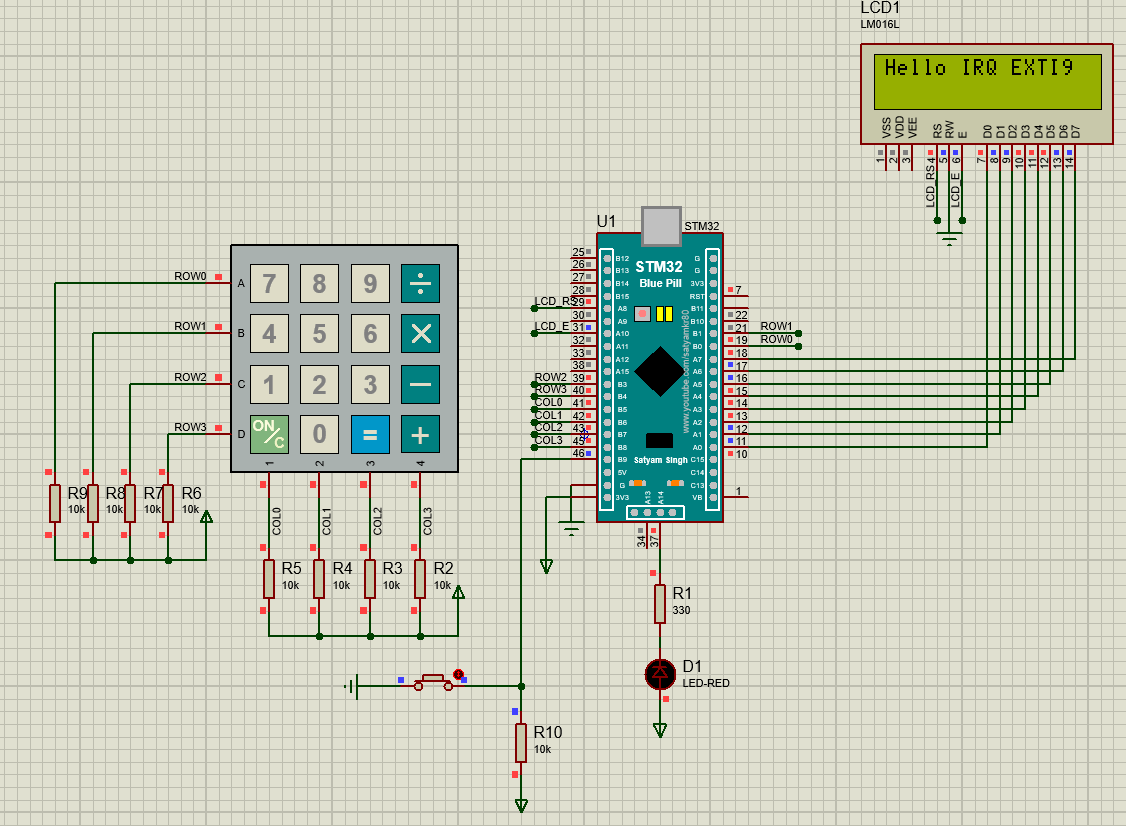 LCD1
LM016L
Hello IRQ EXTI9
VSS VDD VEE RS RW E D0 D1 D2 D3 D4 D5 D6 D7
1 2 3 4 5 6 7 8 9 10 11 12 13 14
LCD_RS LCD_E
U1
STM32
STM32
Blue Pill
www.youtube.com/satyamkr80
Satyam Singh
25 B12
26 B13
27 B14
28 B15
LCD_RS 29 A8
30 A9
LCD_E 31 A10
32 A11
33 A12
38 A15
ROW2 39 B3
ROW3 40 B4
COL0 41 B5
COL1 42 B6
COL2 43 B7
COL3 45 B8
46 B9
5V
G
3V3
G
G
3V3
RST 7
B11
B10 22
B1 21 ROW1
B0 19 ROW0
A7 18
A6 17
A5 16
A4 15
A3 14
A2 13
A1 12
A0 11
C15 10
C14
C13
VB 1
A13 A14
34 37
ROW0 A 7 8 9 ÷
ROW1 B 4 5 6 ×
ROW2 C 1 2 3 −
ROW3 D ON/C 0 = +
1 2 3 4
COL0 COL1 COL2 COL3
R9 R8 R7 R6
10k 10k 10k 10k
R5 R4 R3 R2
10k 10k 10k 10k
R1
330
D1
LED-RED
R10
10k